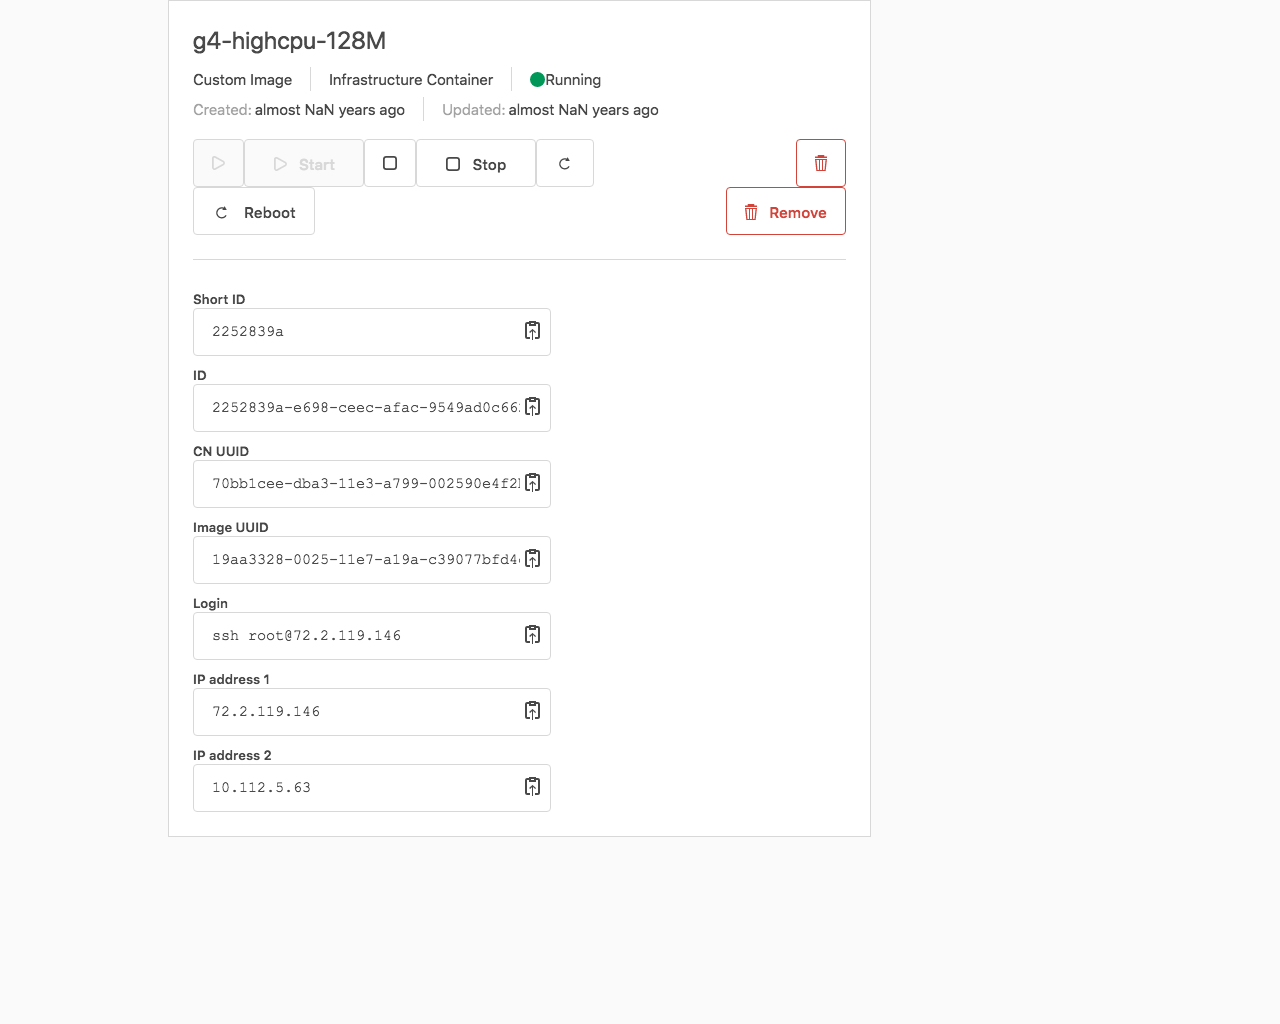 g4-highcpu-128M
Custom Image Infrastructure Container Running
Created: almost NaN years ago Updated: almost NaN years ago
Start Stop
Reboot Remove
Short ID
2252839a
ID
2252839a-e698-ceec-afac-9549ad0c66
CN UUID
70bb1cee-dba3-11e3-a799-002590e4f2
Image UUID
19aa3328-0025-11e7-a19a-c39077bfd4
Login
ssh root@72.2.119.146
IP address 1
72.2.119.146
IP address 2
10.112.5.63